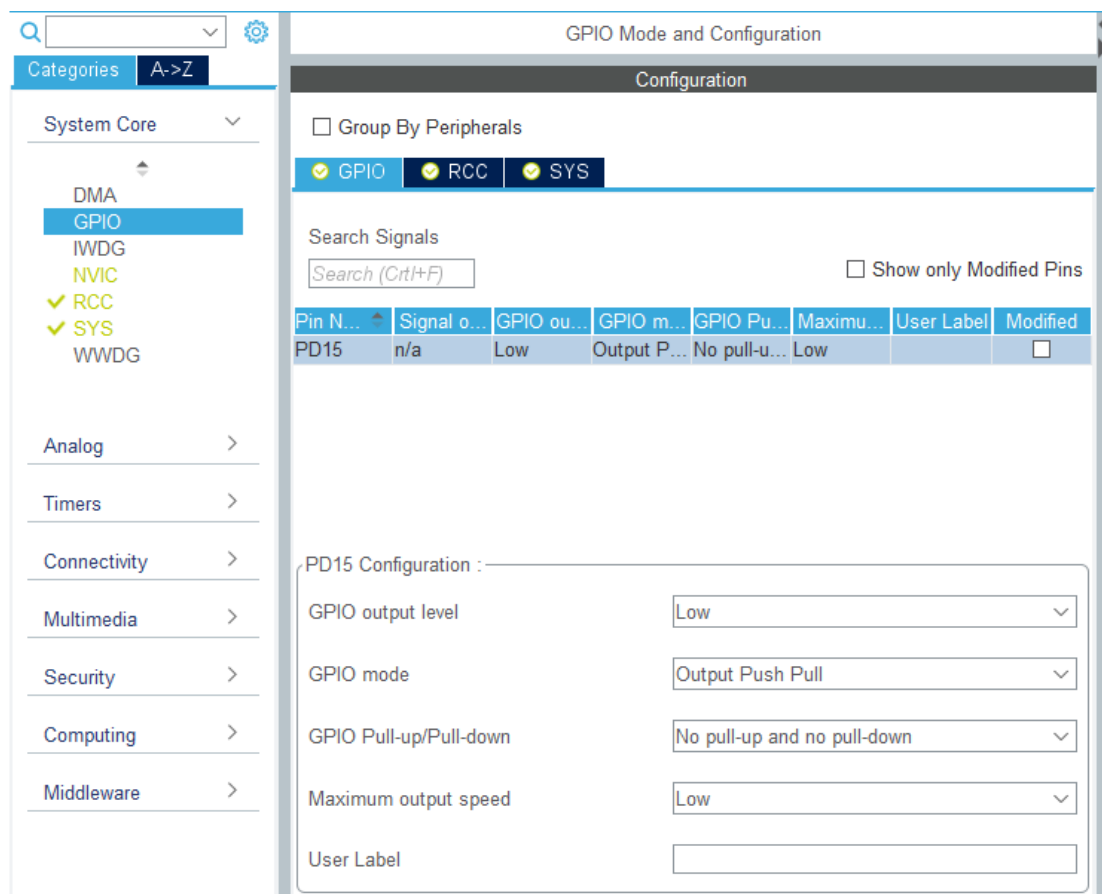 Categories
A->Z
System Core
DMA
GPIO
IWDG
NVIC
RCC
SYS
WWDG
Analog
Timers
Connectivity
Multimedia
Security
Computing
Middleware
GPIO Mode and Configuration
Configuration
Group By Peripherals
GPIO RCC SYS
Search Signals
Search (Crtl+F)
Show only Modified Pins
Pin N... Signal o... GPIO ou... GPIO m... GPIO Pu... Maximu... User Label Modified
PD15 n/a Low Output P... No pull-u... Low
PD15 Configuration :
GPIO output level Low
GPIO mode Output Push Pull
GPIO Pull-up/Pull-down No pull-up and no pull-down
Maximum output speed Low
User Label